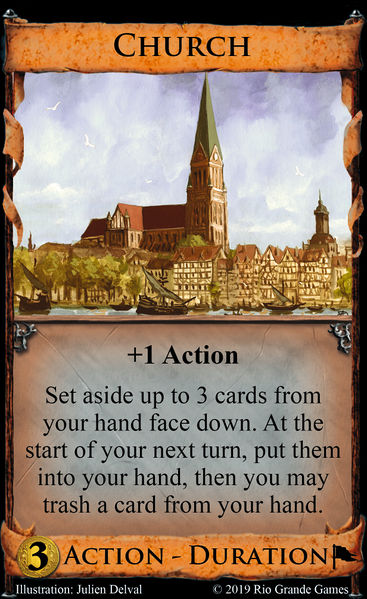 CHURCH
+1 Action
Set aside up to 3 cards from
your hand face down. At the
start of your next turn, put them
into your hand, then you may
trash a card from your hand.
3 ACTION - DURATION
Illustration: Julien Delval © 2019 Rio Grande Games